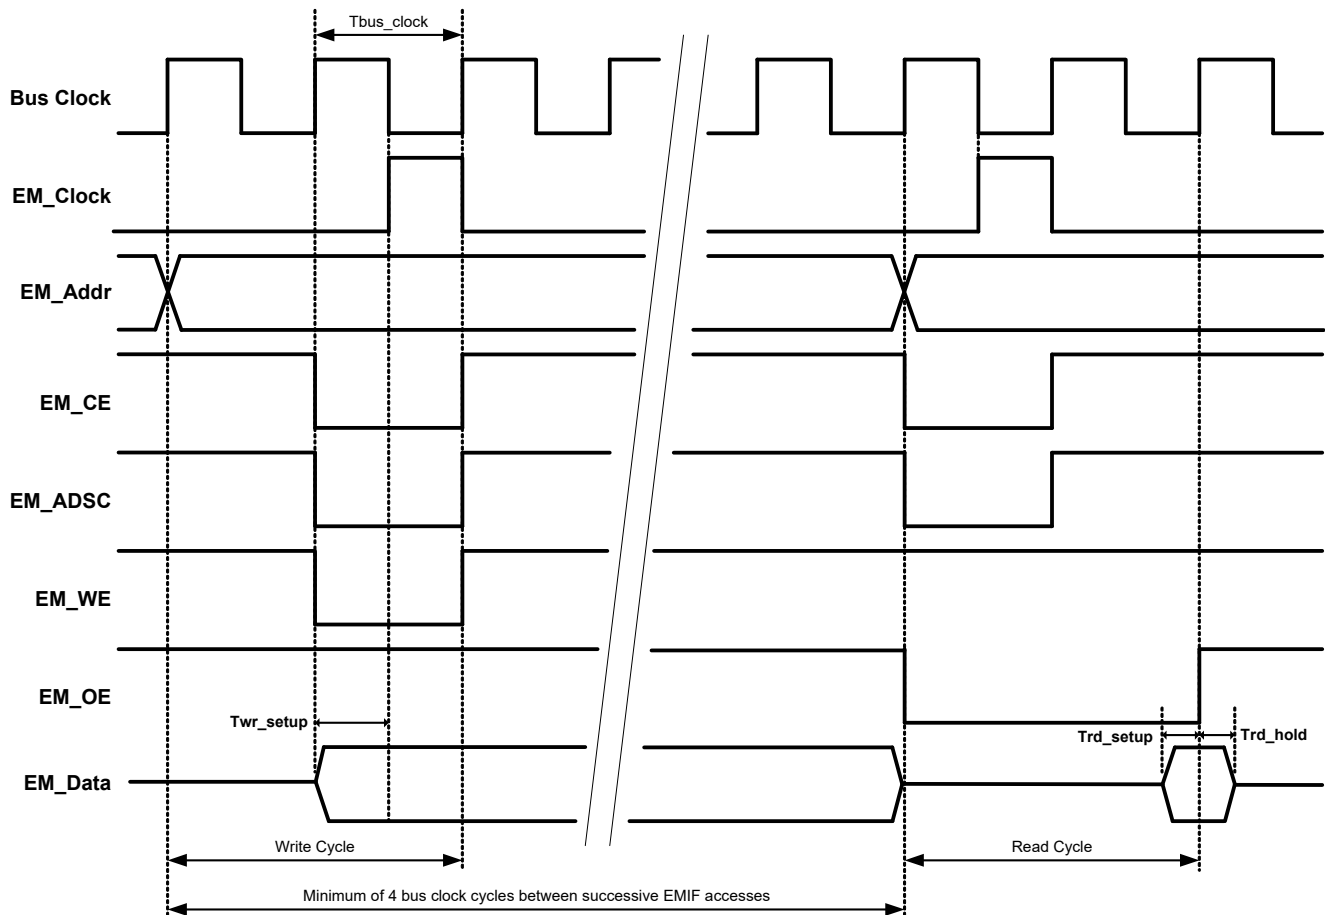 Tbus_clock
Bus Clock
EM_Clock
EM_Addr
EM_CE
EM_ADSC
EM_WE
EM_OE
Twr_setup
Trd_setup
Trd_hold
EM_Data
Write Cycle
Read Cycle
Minimum of 4 bus clock cycles between successive EMIF accesses